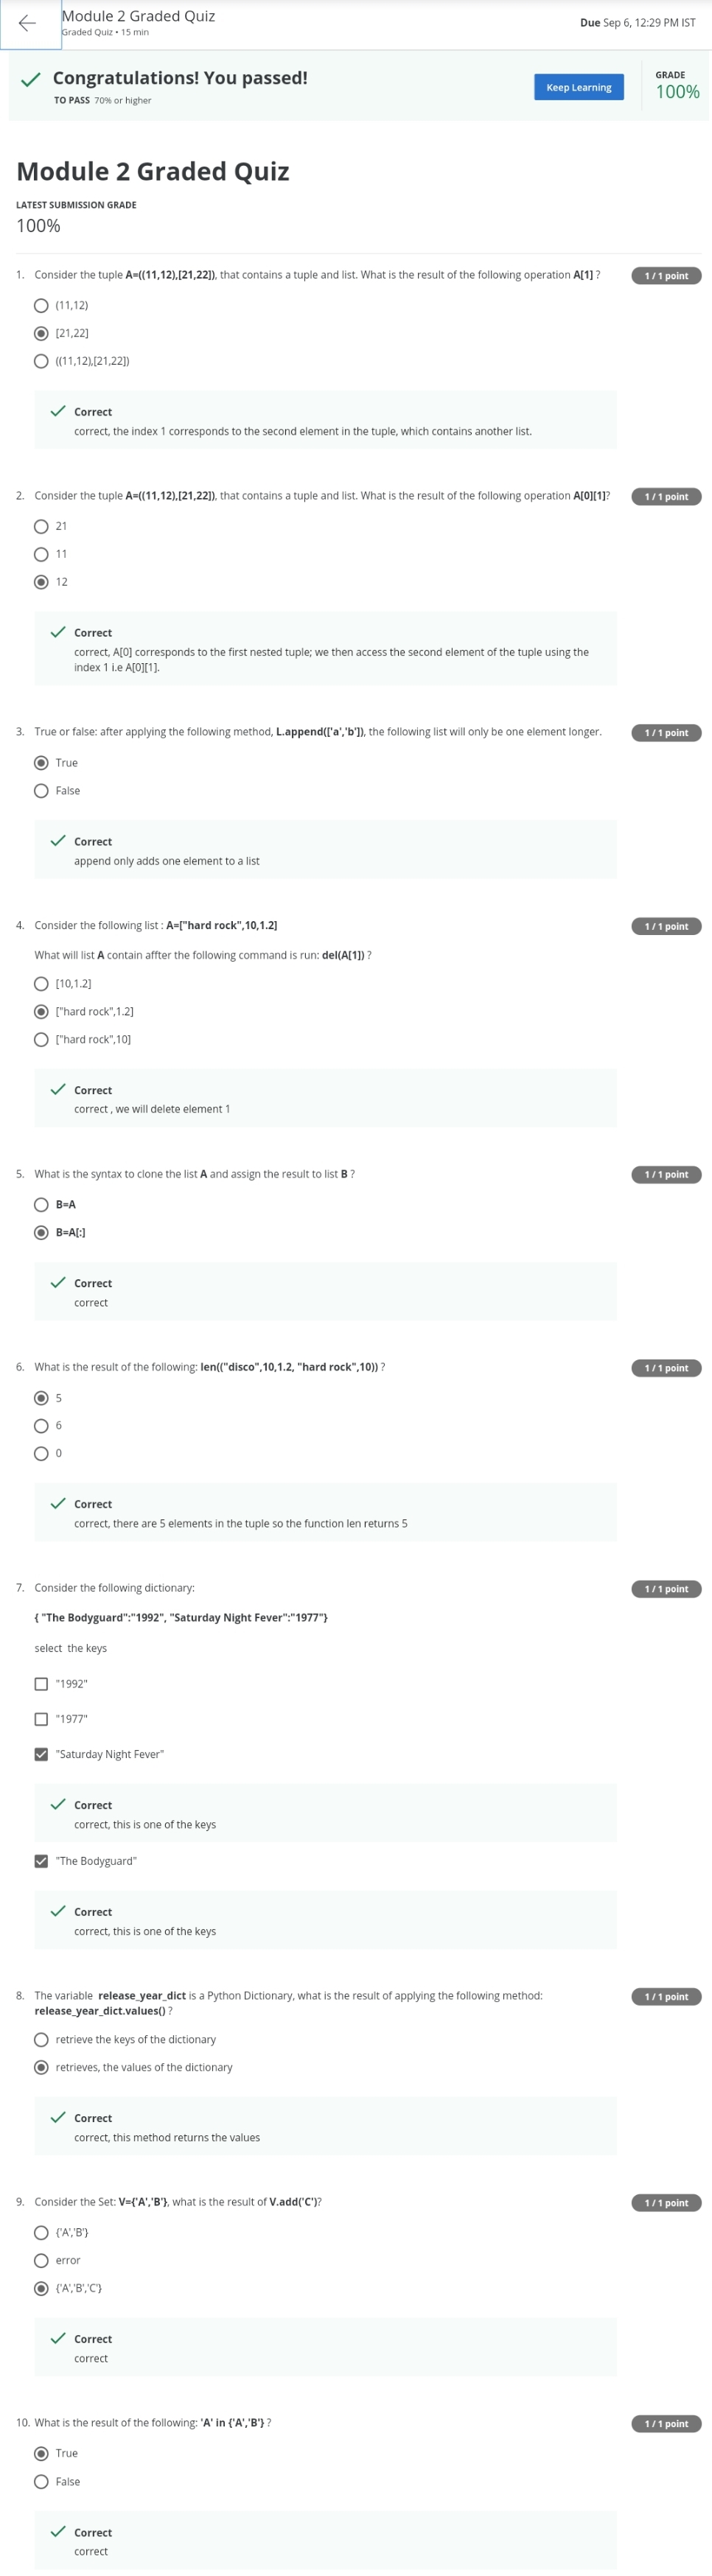 Module 2 Graded Quiz
Graded Quiz • 15 min
Due Sep 6, 12:29 PM IST
Congratulations! You passed!
TO PASS 70% or higher
Keep Learning
GRADE
100%
Module 2 Graded Quiz
LATEST SUBMISSION GRADE
100%
1. Consider the tuple A=((11,12),[21,22]), that contains a tuple and list. What is the result of the following operation A[1] ?
1 / 1 point
(11,12)
[21,22]
((11,12),[21,22])
Correct
correct, the index 1 corresponds to the second element in the tuple, which contains another list.
2. Consider the tuple A=((11,12),[21,22]), that contains a tuple and list. What is the result of the following operation A[0][1]?
1 / 1 point
21
11
12
Correct
correct, A[0] corresponds to the first nested tuple; we then access the second element of the tuple using the
index 1 i.e A[0][1].
3. True or false: after applying the following method, L.append(['a','b']), the following list will only be one element longer.
1 / 1 point
True
False
Correct
append only adds one element to a list
4. Consider the following list : A=["hard rock",10,1.2]
1 / 1 point
What will list A contain affter the following command is run: del(A[1]) ?
[10,1.2]
["hard rock",1.2]
["hard rock",10]
Correct
correct , we will delete element 1
5. What is the syntax to clone the list A and assign the result to list B ?
1 / 1 point
B=A
B=A[:]
Correct
correct
6. What is the result of the following: len(("disco",10,1.2, "hard rock",10)) ?
1 / 1 point
5
6
0
Correct
correct, there are 5 elements in the tuple so the function len returns 5
7. Consider the following dictionary:
1 / 1 point
{ "The Bodyguard":"1992", "Saturday Night Fever":"1977"}
select the keys
"1992"
"1977"
"Saturday Night Fever"
Correct
correct, this is one of the keys
"The Bodyguard"
Correct
correct, this is one of the keys
8. The variable release_year_dict is a Python Dictionary, what is the result of applying the following method:
release_year_dict.values() ?
1 / 1 point
retrieve the keys of the dictionary
retrieves, the values of the dictionary
Correct
correct, this method returns the values
9. Consider the Set: V={'A','B'}, what is the result of V.add('C')?
1 / 1 point
{'A','B'}
error
{'A','B','C'}
Correct
correct
10. What is the result of the following: 'A' in {'A','B'} ?
1 / 1 point
True
False
Correct
correct